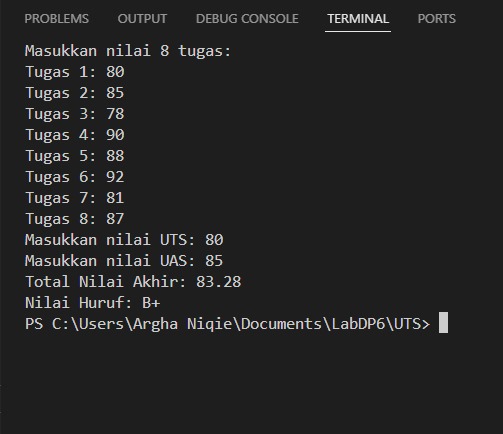 PROBLEMS OUTPUT DEBUG CONSOLE TERMINAL PORTS
Masukkan nilai 8 tugas:
Tugas 1: 80
Tugas 2: 85
Tugas 3: 78
Tugas 4: 90
Tugas 5: 88
Tugas 6: 92
Tugas 7: 81
Tugas 8: 87
Masukkan nilai UTS: 80
Masukkan nilai UAS: 85
Total Nilai Akhir: 83.28
Nilai Huruf: B+
PS C:\Users\Argha Niqie\Documents\LabDP6\UTS>